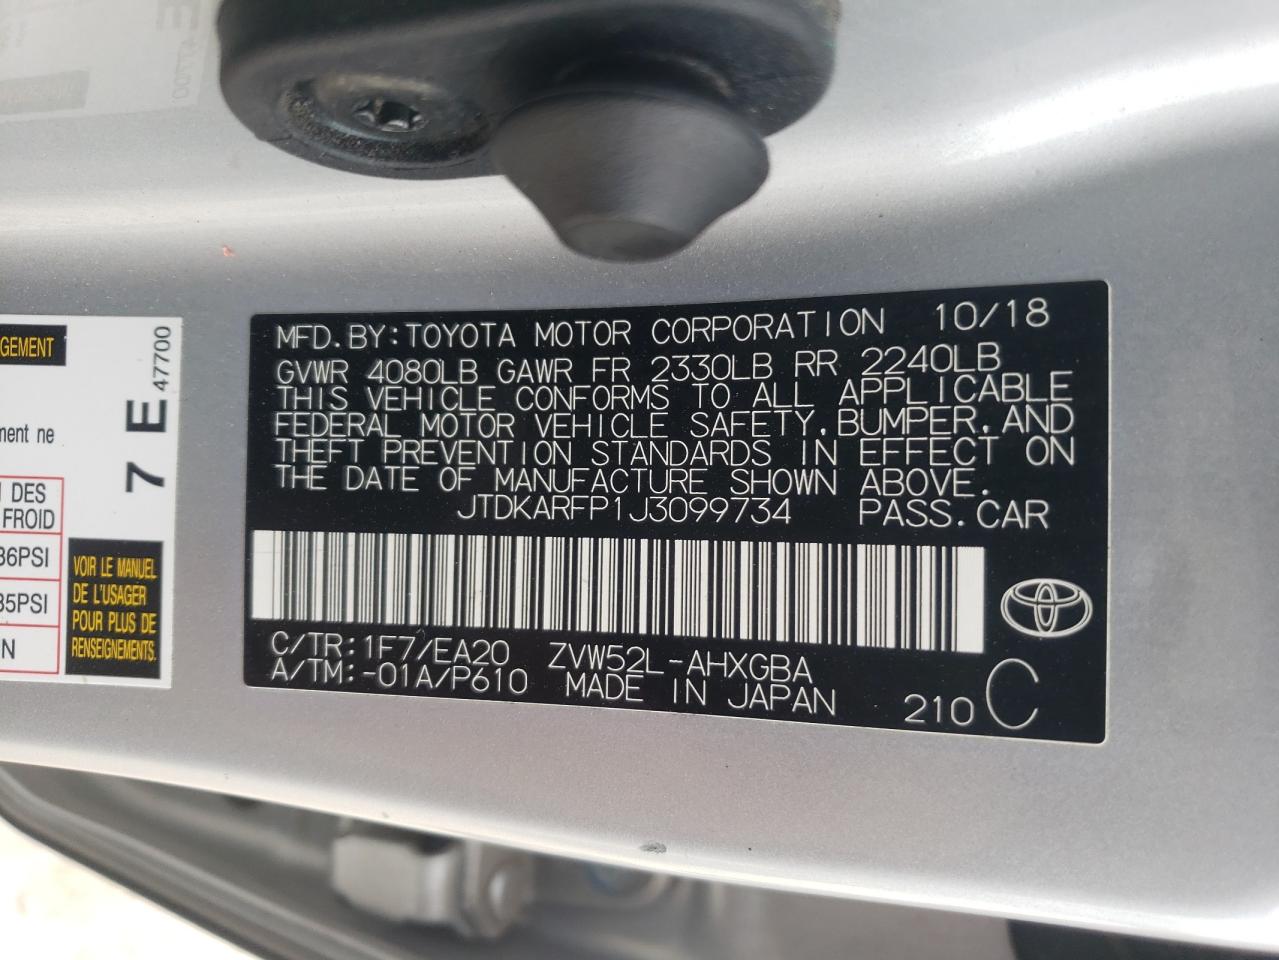 MFD.BY:TOYOTA MOTOR CORPORATION 10/18
GVWR 4080LB GAWR FR 2330LB RR 2240LB
THIS VEHICLE CONFORMS TO ALL APPLICABLE
FEDERAL MOTOR VEHICLE SAFETY,BUMPER,AND
THEFT PREVENTION STANDARDS IN EFFECT ON
THE DATE OF MANUFACTURE SHOWN ABOVE.
JTDKARFP1J3099734 PASS.CAR
C/TR:1F7/EA20 ZVW52L-AHXGBA
A/TM:-01A/P610 MADE IN JAPAN 210 C
GEMENT
7 E 47700
ment ne
DES
FROID
36PSI
35PSI
N
VOIR LE MANUEL
DE L'USAGER
POUR PLUS DE
RENSEIGNEMENTS.